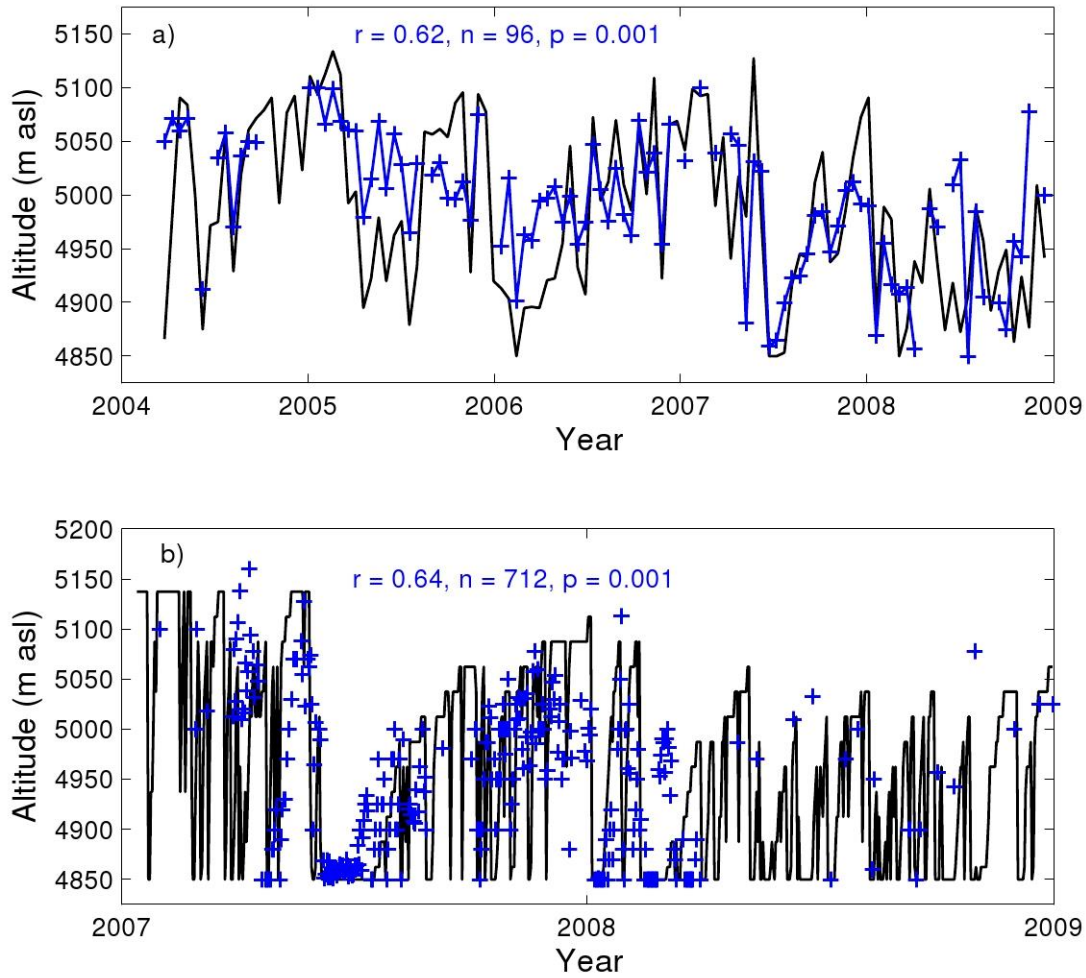 a)
r = 0.62, n = 96, p = 0.001
Altitude (m asl)
5150
5100
5050
5000
4950
4900
4850
2004 2005 2006 2007 2008 2009
Year
b)
r = 0.64, n = 712, p = 0.001
Altitude (m asl)
5200
5150
5100
5050
5000
4950
4900
4850
2007 2008 2009
Year